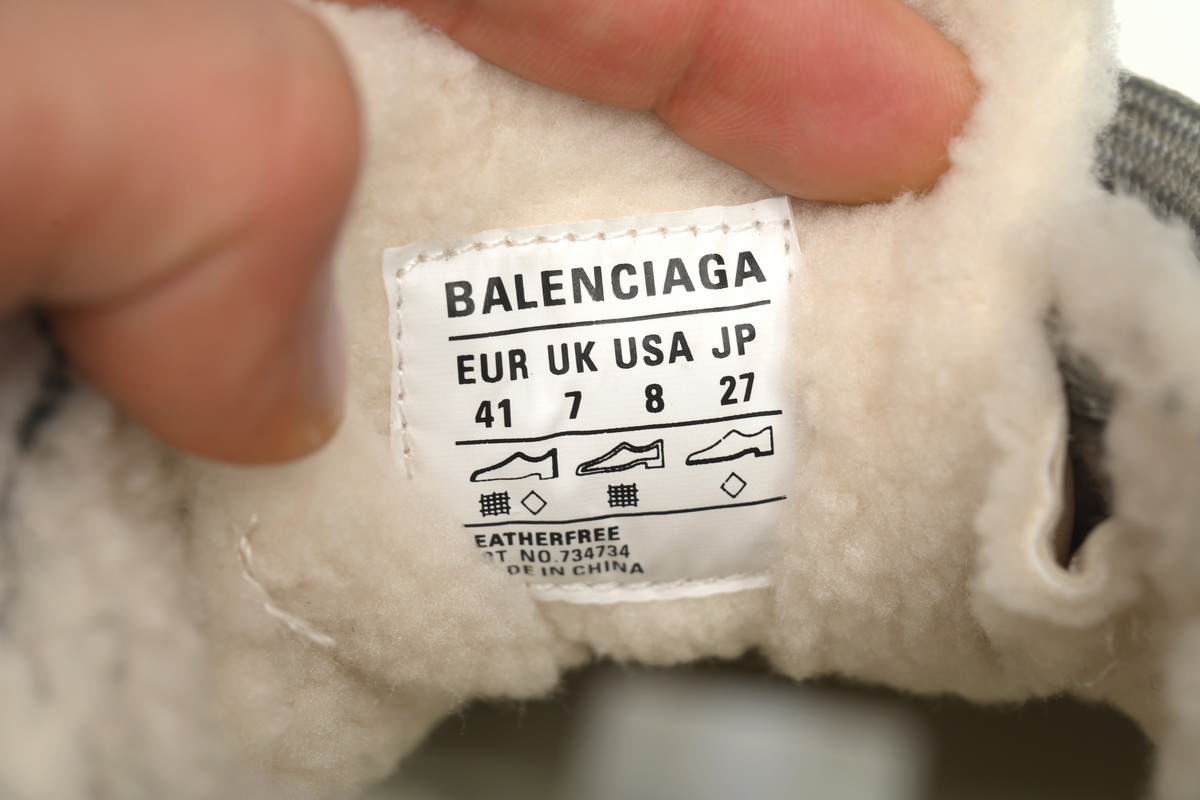 BALENCIAGA
EUR UK USA JP
41 7 8 27
EATHERFREE
NO.734734
DE IN CHINA